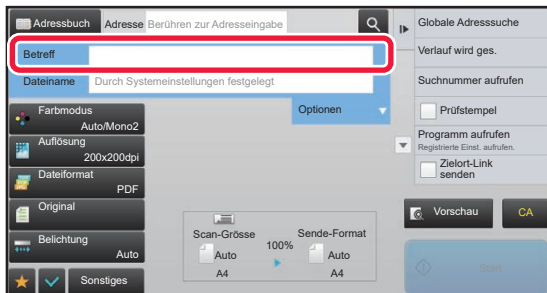 Adressbuch
Adresse
Berühren zur Adresseingabe
Betreff
Dateiname
Durch Systemeinstellungen festgelegt
Optionen
Farbmodus
Auto/Mono2
Auflösung
200x200dpi
Dateiformat
PDF
Original
Belichtung
Auto
Sonstiges
Scan-Grösse
Auto
A4
100%
Sende-Format
Auto
A4
Globale Adresssuche
Verlauf wird ges.
Suchnummer aufrufen
Prüfstempel
Programm aufrufen
Registrierte Einst. aufrufen.
Zielort-Link
senden
Vorschau
CA
Start